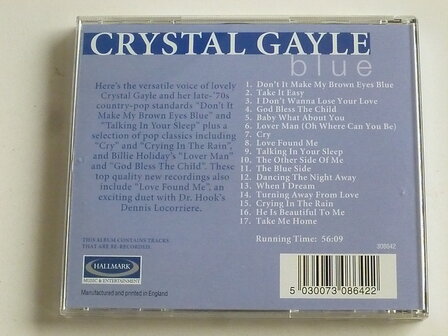 CRYSTAL GAYLE
blue
Here's the versatile voice of lovely
Crystal Gayle and her late-'70s
country-pop standards "Don't It
Make My Brown Eyes Blue"
and "Talking In Your Sleep" plus a
selection of pop classics including
"Cry" and "Crying In The Rain",
and Billie Holiday's "Lover Man"
and "God Bless The Child". These
top quality new recordings also
include "Love Found Me", an
exciting duet with Dr. Hook's
Dennis Locorriere.
1. Don't It Make My Brown Eyes Blue
2. Take It Easy
3. I Don't Wanna Lose Your Love
4. God Bless The Child
5. Baby What About You
6. Lover Man (Oh Where Can You Be)
7. Cry
8. Love Found Me
9. Talking In Your Sleep
10. The Other Side Of Me
11. The Blue Side
12. Dancing The Night Away
13. When I Dream
14. Turning Away From Love
15. Crying In The Rain
16. He Is Beautiful To Me
17. Take Me Home
Running Time: 56:09
THIS ALBUM CONTAINS TRACKS
THAT ARE RE-RECORDED.
308642
HALLMARK
MUSIC & ENTERTAINMENT
Manufactured and printed in England
5 030073 086422